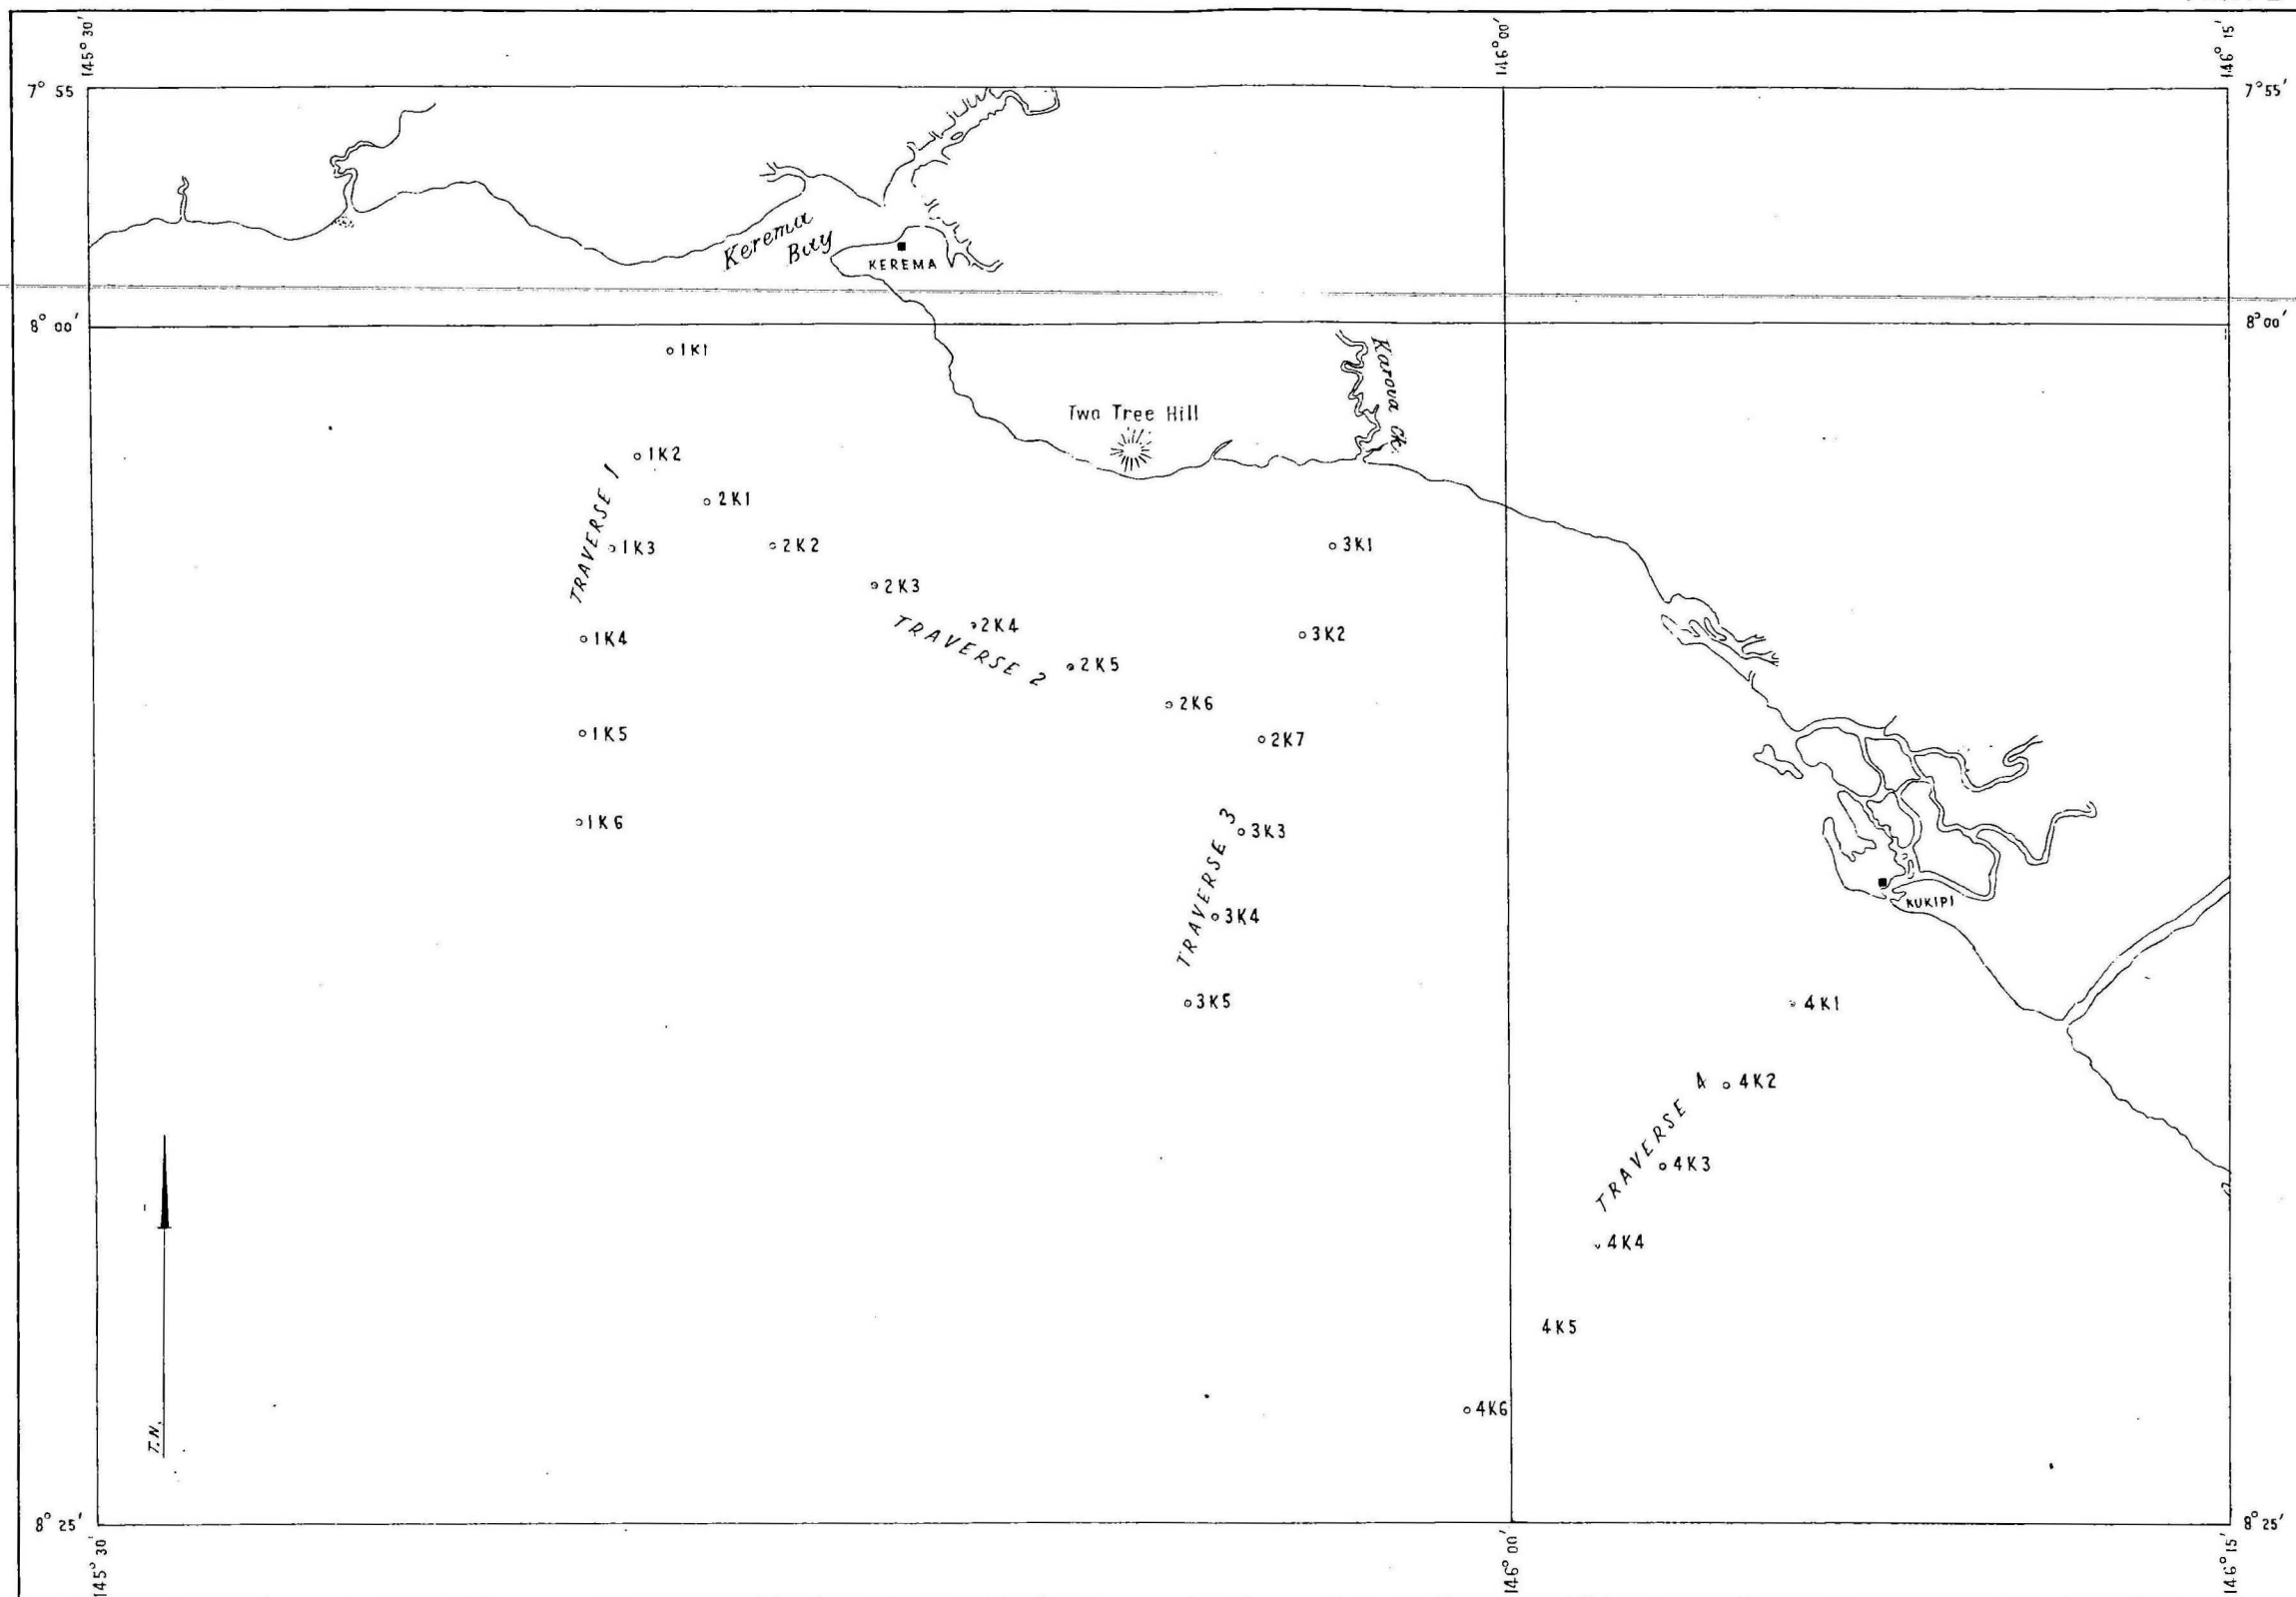 145° 30'
146° 00'
146° 15'
7° 55
7° 55'
Kerema
Bay
KEREMA
8° 00'
8° 00'
1K1
Karova Ck.
Two Tree Hill
1K2
TRAVERSE 1
2K1
1K3
2K2
3K1
2K3
2K4
TRAVERSE 2
1K4
3K2
2K5
2K6
1K5
2K7
1K6
TRAVERSE 3
3K3
KUKIPI
3K4
3K5
4K1
TRAVERSE 4
4K2
4K3
4K4
4K5
4K6
T.N.
8° 25'
8° 25'
145° 30
146° 00'
146° 15'